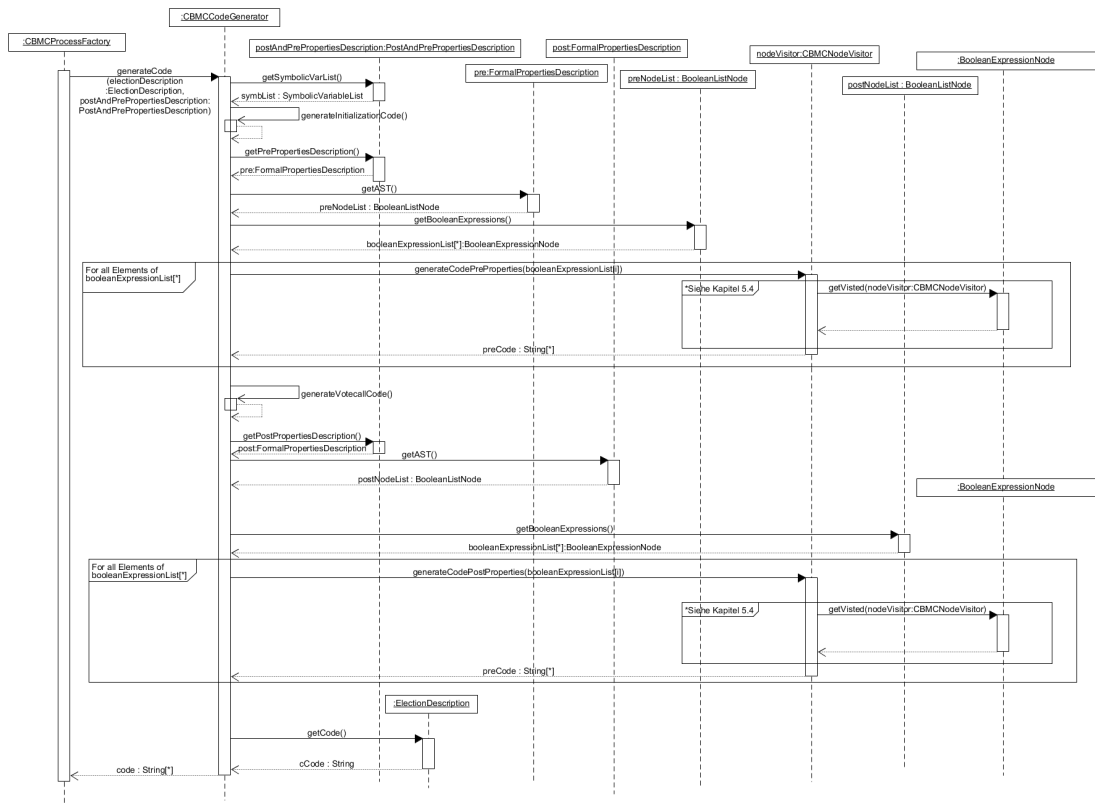 :CBMCCodeGenerator
:CBMCProcessFactory
postAndPrePropertiesDescription:PostAndPrePropertiesDescription
post:FormalPropertiesDescription
nodeVisitor:CBMCNodeVisitor
:BooleanExpressionNode
pre:FormalPropertiesDescription
preNodeList : BooleanListNode
postNodeList : BooleanListNode
generateCode
(electionDescription
:ElectionDescription,
postAndPrePropertiesDescription:
PostAndPrePropertiesDescription)
getSymbolicVarList()
symbList : SymbolicVariableList
generateInitializationCode()
getPrePropertiesDescription()
pre:FormalPropertiesDescription
getAST()
preNodeList : BooleanListNode
getBooleanExpressions()
booleanExpressionList[*]:BooleanExpressionNode
For all Elements of
booleanExpressionList[*]
generateCodePreProperties(booleanExpressionList[i])
*Siehe Kapitel 5.4
getVisted(nodeVisitor:CBMCNodeVisitor)
preCode : String[*]
generateVotecallCode()
getPostPropertiesDescription()
post:FormalPropertiesDescription
getAST()
postNodeList : BooleanListNode
:BooleanExpressionNode
getBooleanExpressions()
booleanExpressionList[*]:BooleanExpressionNode
For all Elements of
booleanExpressionList[*]
generateCodePostProperties(booleanExpressionList[i])
*Siehe Kapitel 5.4
getVisted(nodeVisitor:CBMCNodeVisitor)
preCode : String[*]
:ElectionDescription
getCode()
cCode : String
code : String[*]